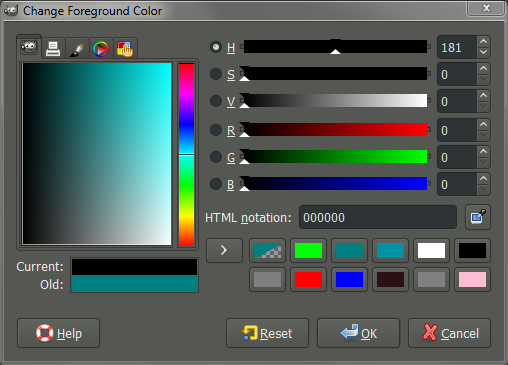 Change Foreground Color
H 181
S 0
V 0
R 0
G 0
B 0
HTML notation: 000000
>
Current:
Old:
Help Reset OK Cancel